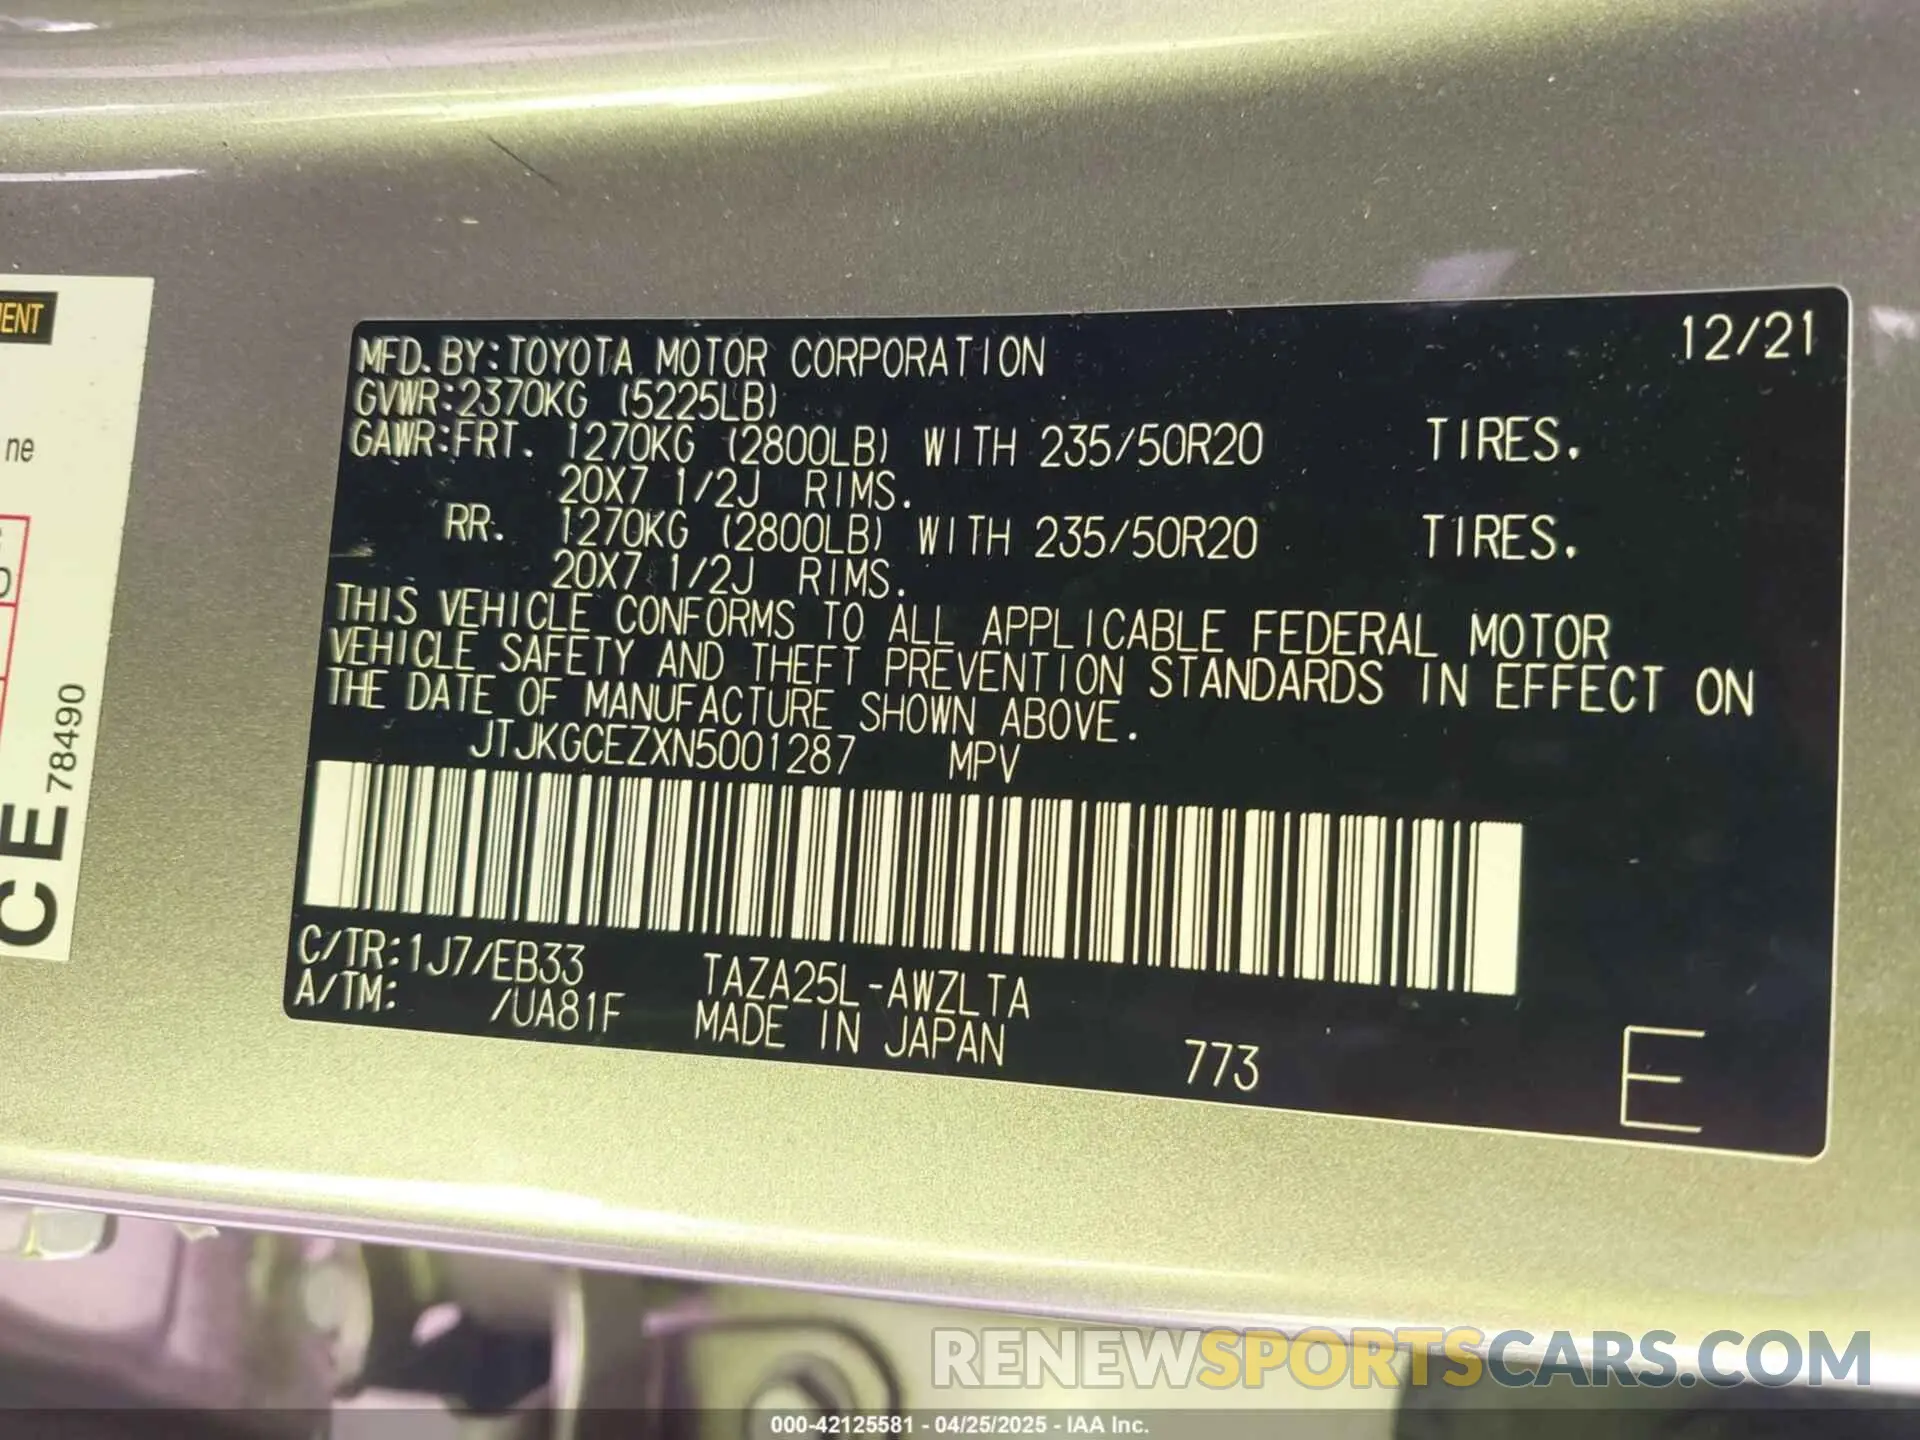 MENT
ne
78490
CE
12/21
MFD. BY:TOYOTA MOTOR CORPORATION
GVWR:2370KG (5225LB)
GAWR:FRT. 1270KG (2800LB) WITH 235/50R20 TIRES.
20X7 1/2J RIMS.
RR. 1270KG (2800LB) WITH 235/50R20 TIRES.
20X7 1/2J RIMS.
THIS VEHICLE CONFORMS TO ALL APPLICABLE FEDERAL MOTOR
VEHICLE SAFETY AND THEFT PREVENTION STANDARDS IN EFFECT ON
THE DATE OF MANUFACTURE SHOWN ABOVE.
JTJKGCEZXN5001287 MPV
C/TR:1J7/EB33 TAZA25L-AWZLTA
A/TM: /UA81F MADE IN JAPAN 773 E
RENEWSPORTSCARS.COM
000-42125581 - 04/25/2025 - IAA Inc.